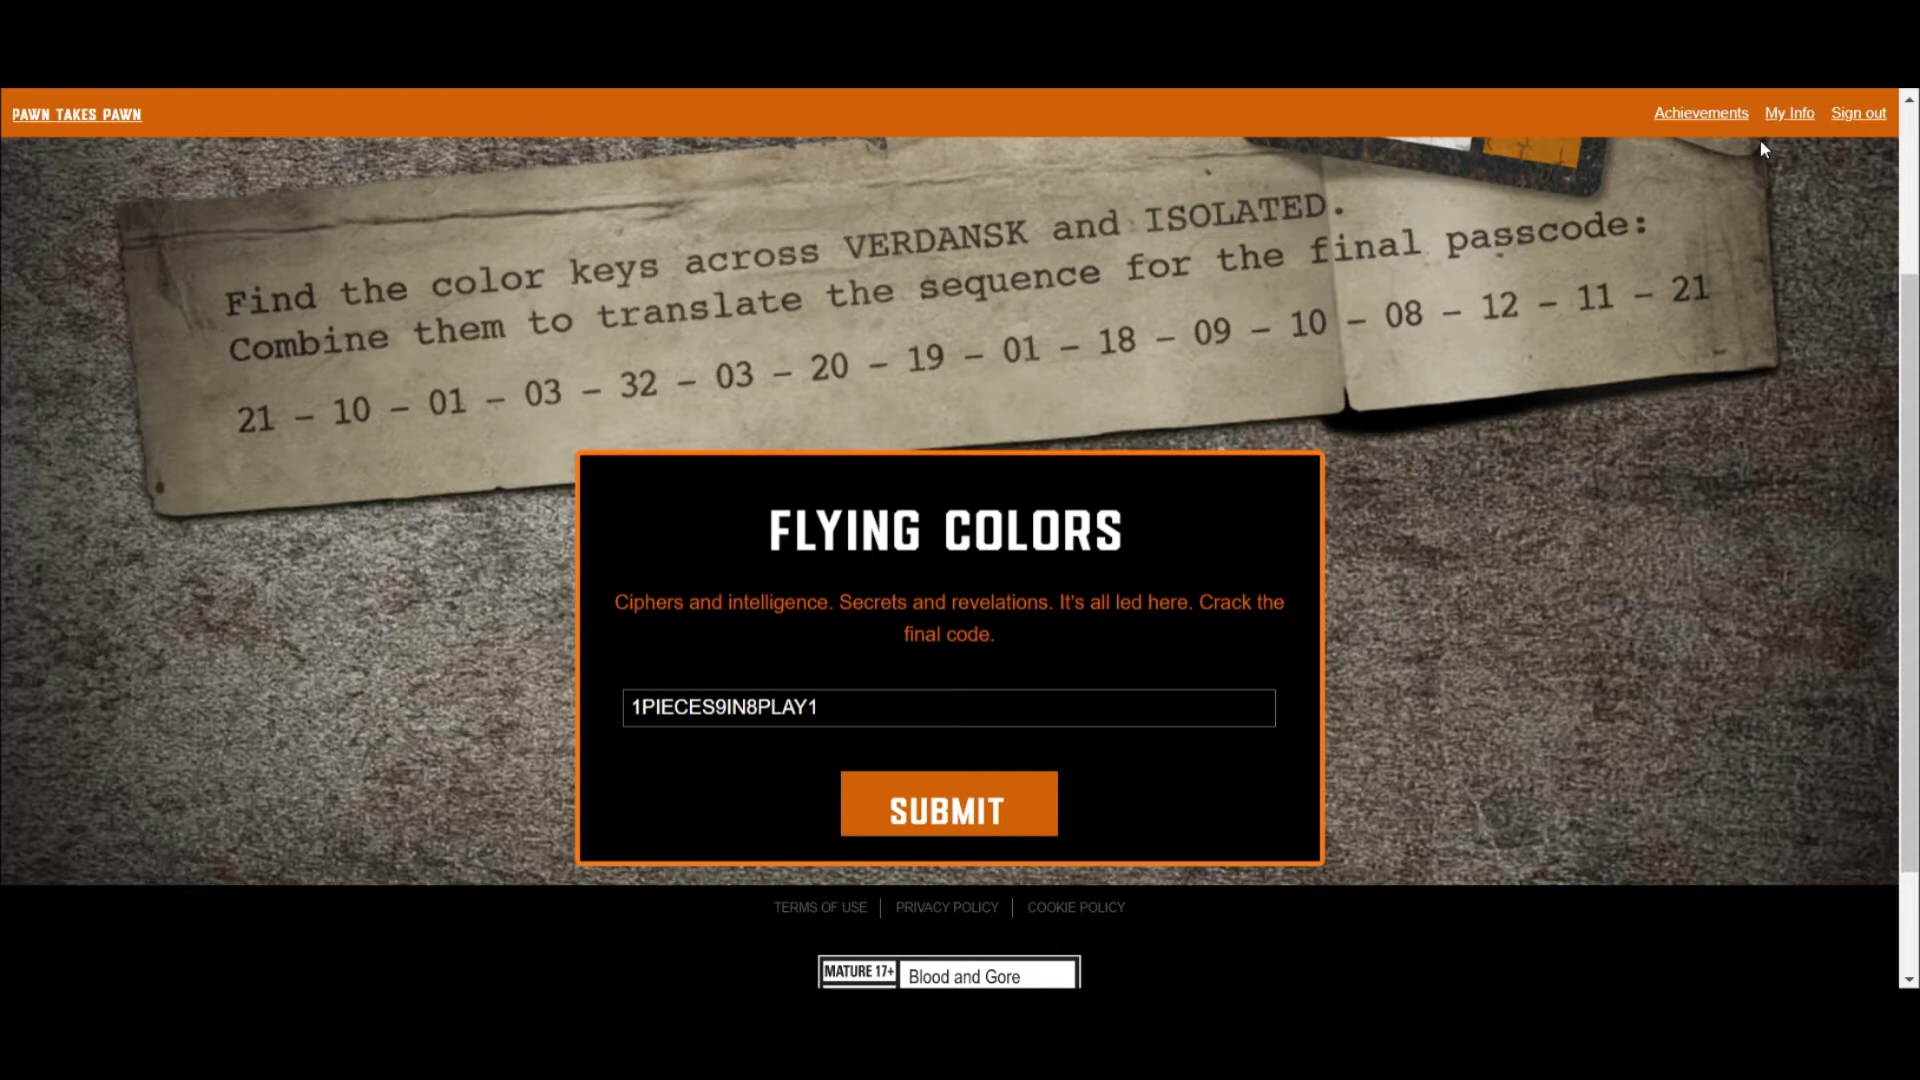 PAWN TAKES PAWN
Achievements My Info Sign out
Find the color keys across VERDANSK and ISOLATED.
Combine them to translate the sequence for the final passcode:
21 - 10 - 01 - 03 - 32 - 03 - 20 - 19 - 01 - 18 - 09 - 10 - 08 - 12 - 11 - 21
FLYING COLORS
Ciphers and intelligence. Secrets and revelations. It's all led here. Crack the
final code.
1PIECES9IN8PLAY1
SUBMIT
TERMS OF USE PRIVACY POLICY COOKIE POLICY
MATURE 17+ Blood and Gore